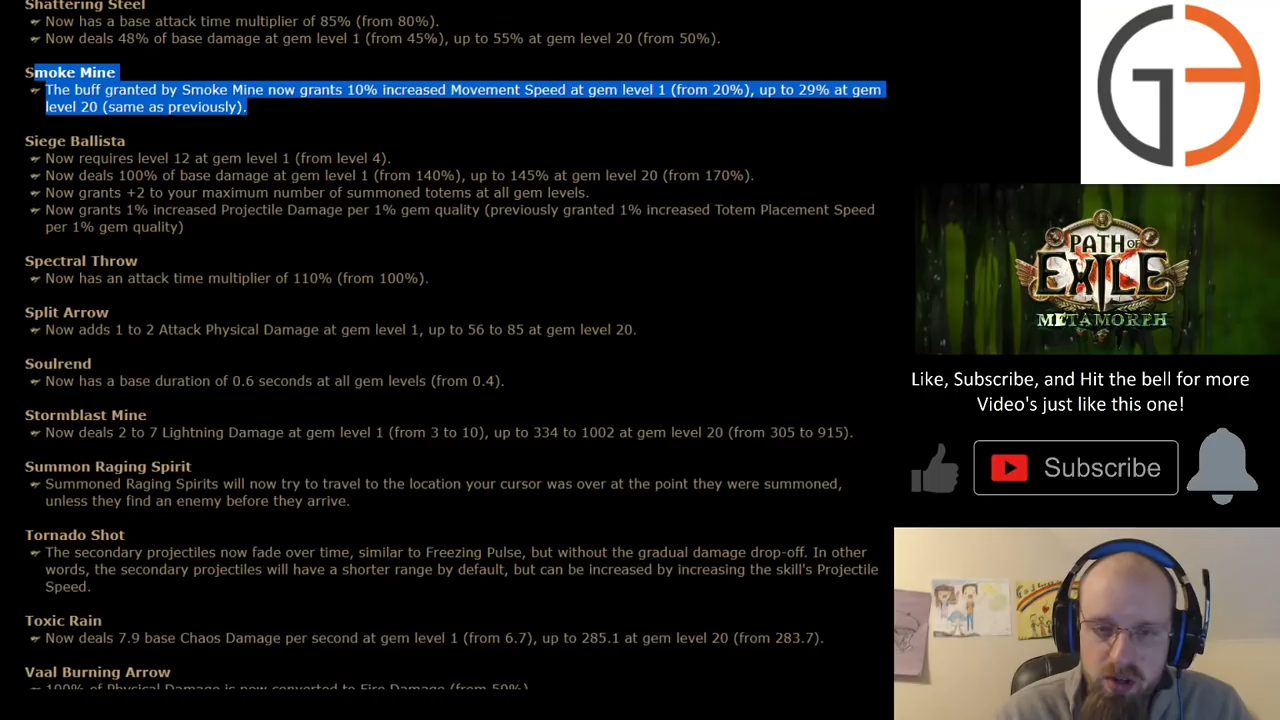 Shattering Steel
Now has a base attack time multiplier of 85% (from 80%).
Now deals 48% of base damage at gem level 1 (from 45%), up to 55% at gem level 20 (from 50%).
Smoke Mine
The buff granted by Smoke Mine now grants 10% increased Movement Speed at gem level 1 (from 20%), up to 29% at gem
level 20 (same as previously).
Siege Ballista
Now requires level 12 at gem level 1 (from level 4).
Now deals 100% of base damage at gem level 1 (from 140%), up to 145% at gem level 20 (from 170%).
Now grants +2 to your maximum number of summoned totems at all gem levels.
Now grants 1% increased Projectile Damage per 1% gem quality (previously granted 1% increased Totem Placement Speed
per 1% gem quality)
Spectral Throw
Now has an attack time multiplier of 110% (from 100%).
Split Arrow
Now adds 1 to 2 Attack Physical Damage at gem level 1, up to 56 to 85 at gem level 20.
Soulrend
Now has a base duration of 0.6 seconds at all gem levels (from 0.4).
Stormblast Mine
Now deals 2 to 7 Lightning Damage at gem level 1 (from 3 to 10), up to 334 to 1002 at gem level 20 (from 305 to 915).
Summon Raging Spirit
Summoned Raging Spirits will now try to travel to the location your cursor was over at the point they were summoned,
unless they find an enemy before they arrive.
Tornado Shot
The secondary projectiles now fade over time, similar to Freezing Pulse, but without the gradual damage drop-off. In other
words, the secondary projectiles will have a shorter range by default, but can be increased by increasing the skill's Projectile
Speed.
Toxic Rain
Now deals 7.9 base Chaos Damage per second at gem level 1 (from 6.7), up to 285.1 at gem level 20 (from 283.7).
Vaal Burning Arrow
100% of Physical Damage is now converted to Fire Damage (from 50%)
PATH OF
EXILE
METAMORPH
Like, Subscribe, and Hit the bell for more
Video's just like this one!
Subscribe